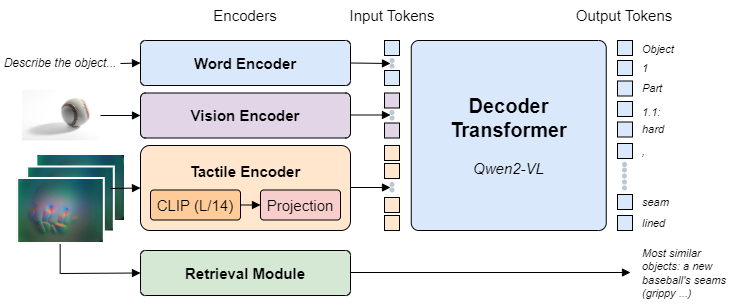 Encoders
Input Tokens
Output Tokens
Describe the object...
Word Encoder
Vision Encoder
Tactile Encoder
CLIP (L/14)
Projection
Retrieval Module
Decoder
Transformer
Qwen2-VL
Object
1
Part
1.1:
hard
,
seam
lined
Most similar
objects: a new
baseball's seams
(grippy ...)